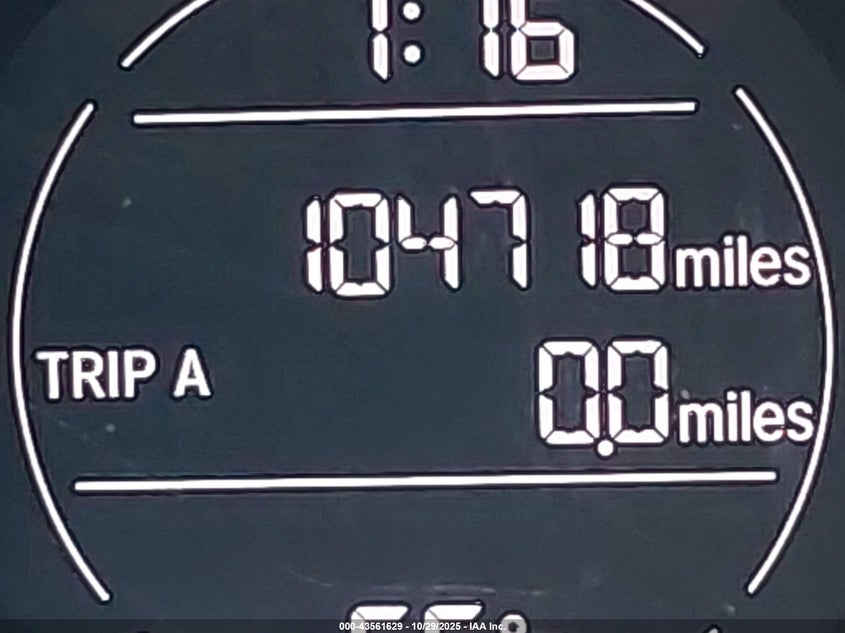 1:16
104718 miles
TRIP A 0.0 miles
000-43561629 - 10/29/2025 - IAA Inc.